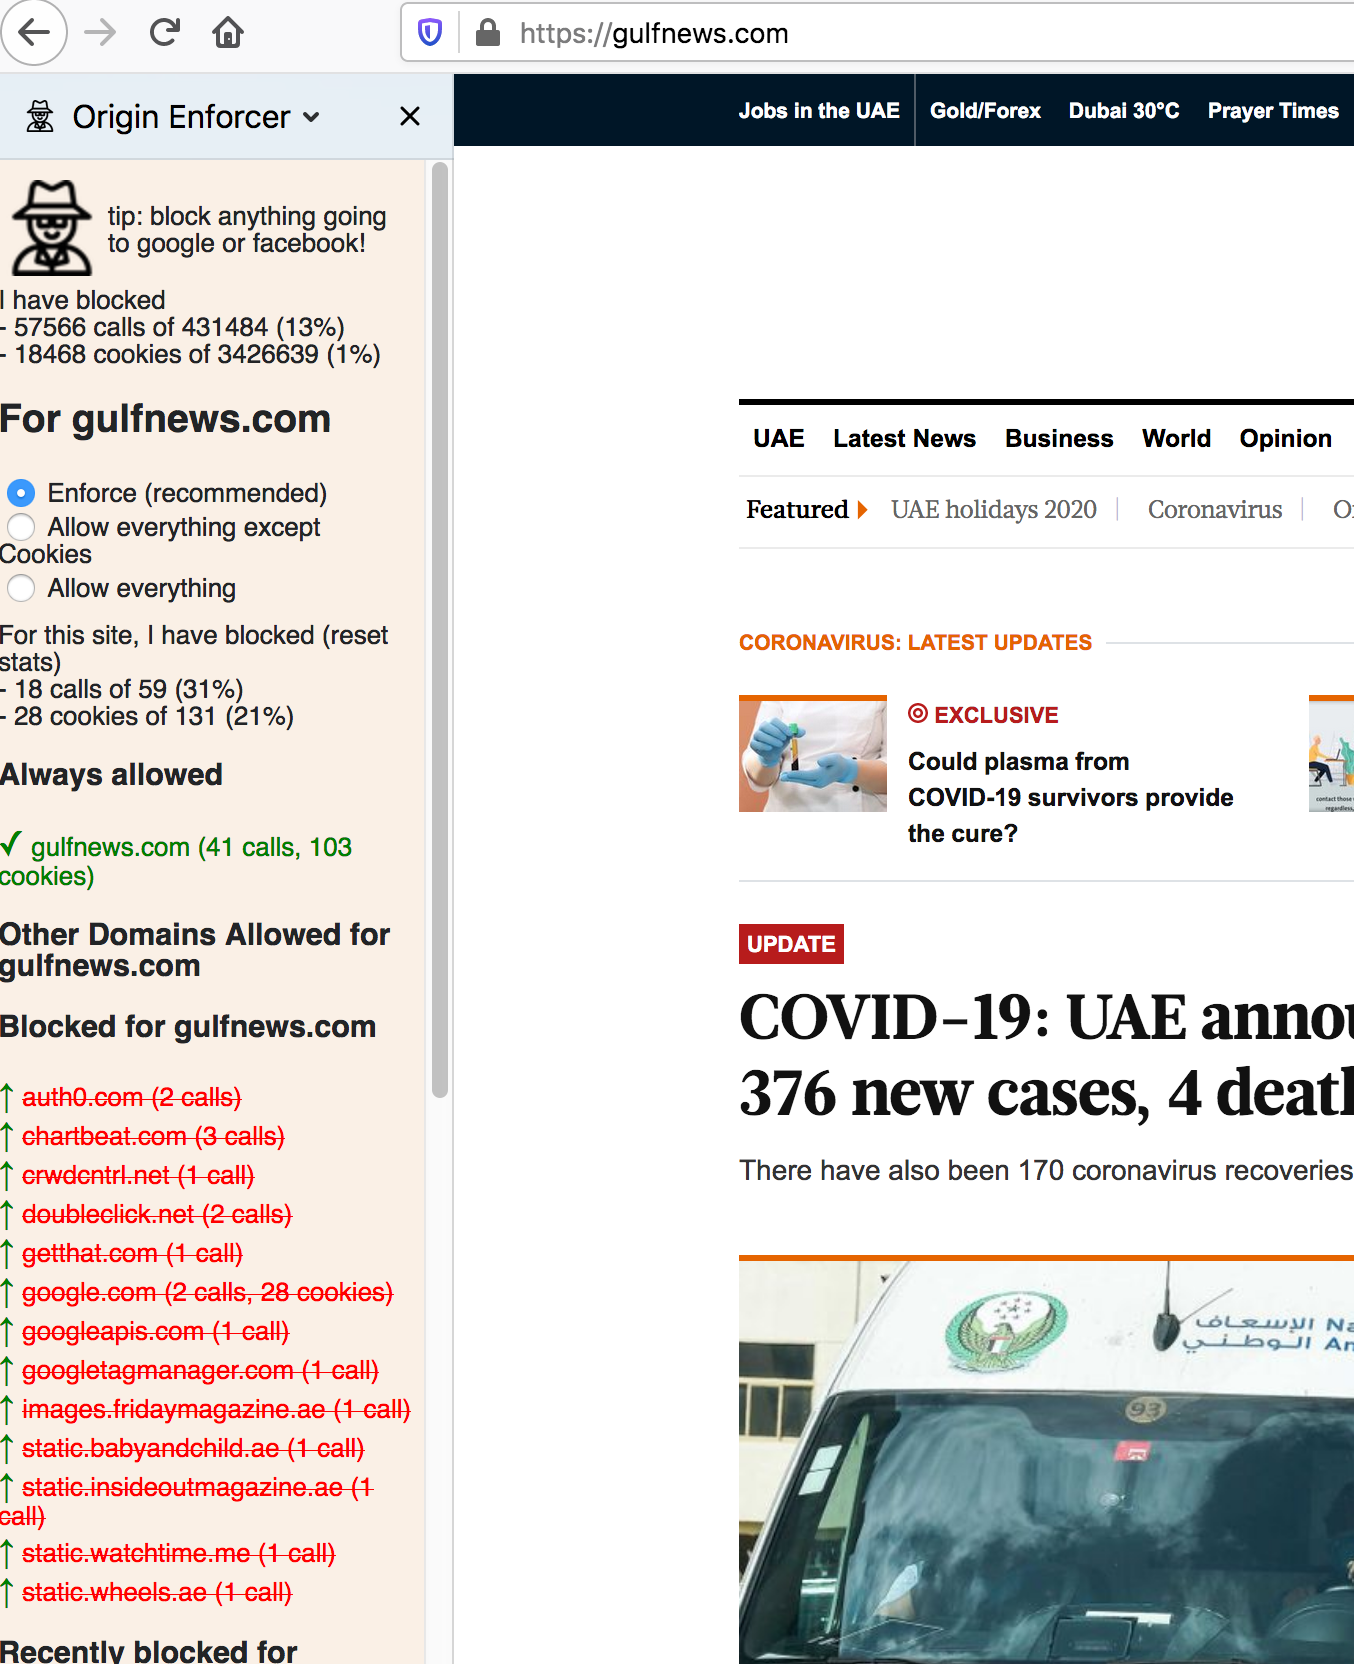 https://gulfnews.com
Origin Enforcer
tip: block anything going
to google or facebook!
I have blocked
- 57566 calls of 431484 (13%)
- 18468 cookies of 3426639 (1%)
For gulfnews.com
Enforce (recommended)
Allow everything except
Cookies
Allow everything
For this site, I have blocked (reset
stats)
- 18 calls of 59 (31%)
- 28 cookies of 131 (21%)
Always allowed
✓ gulfnews.com (41 calls, 103
cookies)
Other Domains Allowed for
gulfnews.com
Blocked for gulfnews.com
↑ auth0.com (2 calls)
↑ chartbeat.com (3 calls)
↑ crwdcntrl.net (1 call)
↑ doubleclick.net (2 calls)
↑ getthat.com (1 call)
↑ google.com (2 calls, 28 cookies)
↑ googleapis.com (1 call)
↑ googletagmanager.com (1 call)
↑ images.fridaymagazine.ae (1 call)
↑ static.babyandchild.ae (1 call)
↑ static.insideoutmagazine.ae (1
call)
↑ static.watchtime.me (1 call)
↑ static.wheels.ae (1 call)
Recently blocked for
Jobs in the UAE Gold/Forex Dubai 30°C Prayer Times
UAE Latest News Business World Opinion
Featured UAE holidays 2020 Coronavirus
CORONAVIRUS: LATEST UPDATES
EXCLUSIVE
Could plasma from
COVID-19 survivors provide
the cure?
contact those
regardless,
UPDATE
COVID-19: UAE annou
376 new cases, 4 death
There have also been 170 coronavirus recoveries
الإسعاف Na
الوطني Am
93